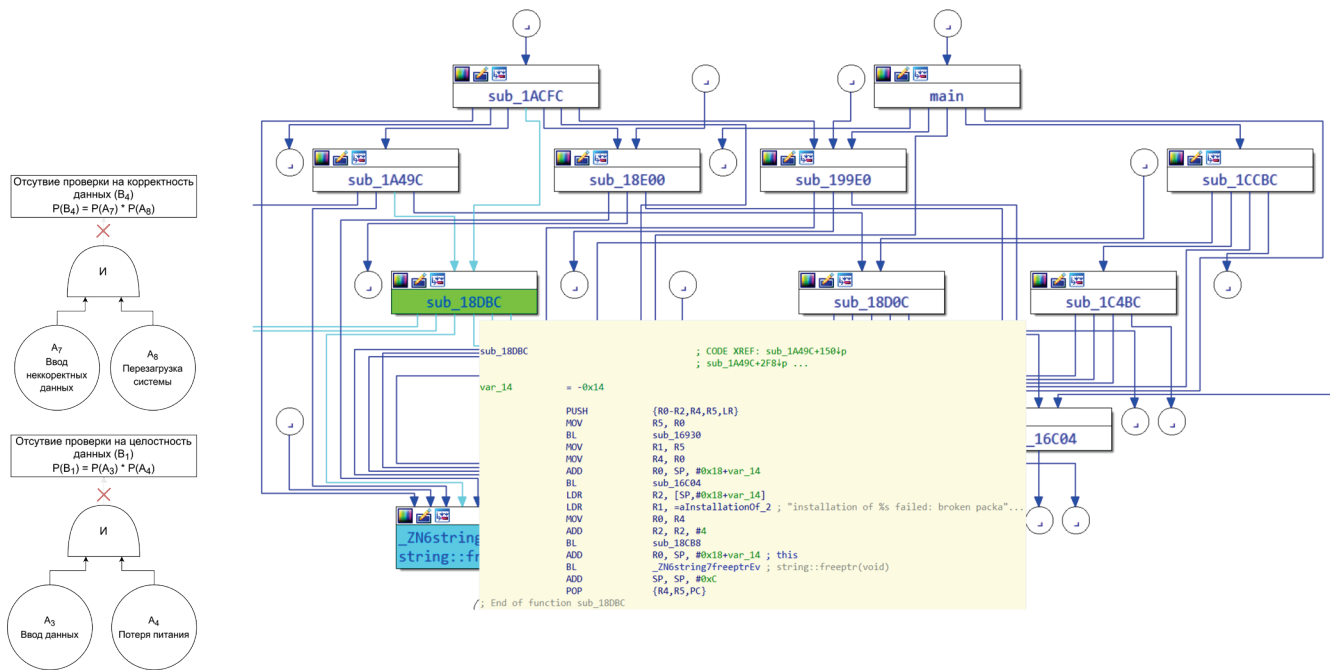 Отсутвие проверки на корректность
данных (B4)
P(B4) = P(A7) * P(A8)
И
A7
Ввод
неккоректных
данных
A8
Перезагрузка
системы
Отсутвие проверки на целостность
данных (B1)
P(B1) = P(A3) * P(A4)
И
A3
Ввод данных
A4
Потеря питания
sub_1ACFC
main
sub_1A49C
sub_18E00
sub_199E0
sub_1CCBC
sub_18DBC
sub_18D0C
sub_1C4BC
_16C04
_ZN6string
string::fr
sub_18DBC ; CODE XREF: sub_1A49C+150↓p
; sub_1A49C+2F8↓p ...
var_14 = -0x14
PUSH {R0-R2,R4,R5,LR}
MOV R5, R0
BL sub_16930
MOV R1, R5
MOV R4, R0
ADD R0, SP, #0x18+var_14
BL sub_16C04
LDR R2, [SP,#0x18+var_14]
LDR R1, =aInstallationOf_2 ; "installation of %s failed: broken packa"...
MOV R0, R4
ADD R2, R2, #4
BL sub_18CB8
ADD R0, SP, #0x18+var_14 ; this
BL _ZN6string7freeptrEv ; string::freeptr(void)
ADD SP, SP, #0xC
POP {R4,R5,PC}
; End of function sub_18DBC